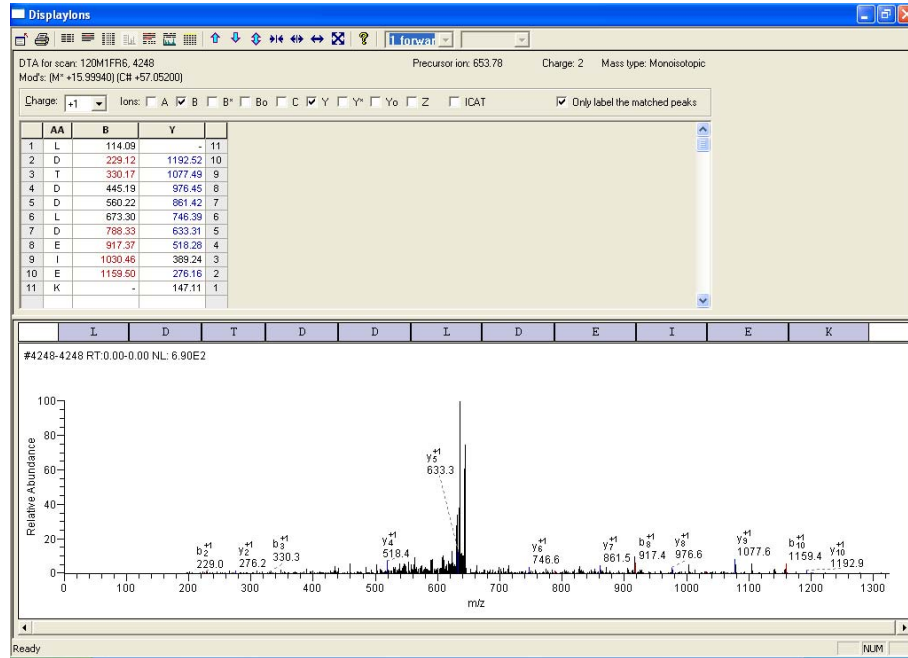 DisplayIons
1 forwar
DTA for scan: 120M1FR6, 4248 Precursor ion: 653.78 Charge: 2 Mass type: Monoisotopic
Mod's: (M* +15.99940) (C# +57.05200)
Charge: +1 Ions: A B B* Bo C Y Y* Yo Z ICAT Only label the matched peaks
AA B Y
1 L 114.09 - 11
2 D 229.12 1192.52 10
3 T 330.17 1077.49 9
4 D 445.19 976.45 8
5 D 560.22 861.42 7
6 L 673.30 746.39 6
7 D 788.33 633.31 5
8 E 917.37 518.28 4
9 I 1030.46 389.24 3
10 E 1159.50 276.16 2
11 K - 147.11 1
L D T D D L D E I E K
#4248-4248 RT:0.00-0.00 NL: 6.90E2
Relative Abundance
100
80
60
40
20
0
y5+1
633.3
b2+1
229.0
y2+1
276.2
b3+1
330.3
y4+1
518.4
y6+1
746.6
y7+1
861.5
b8+1
917.4
y8+1
976.6
y9+1
1077.6
b10+1
1159.4
y10+1
1192.9
0 100 200 300 400 500 600 700 800 900 1000 1100 1200 1300
m/z
Ready NUM